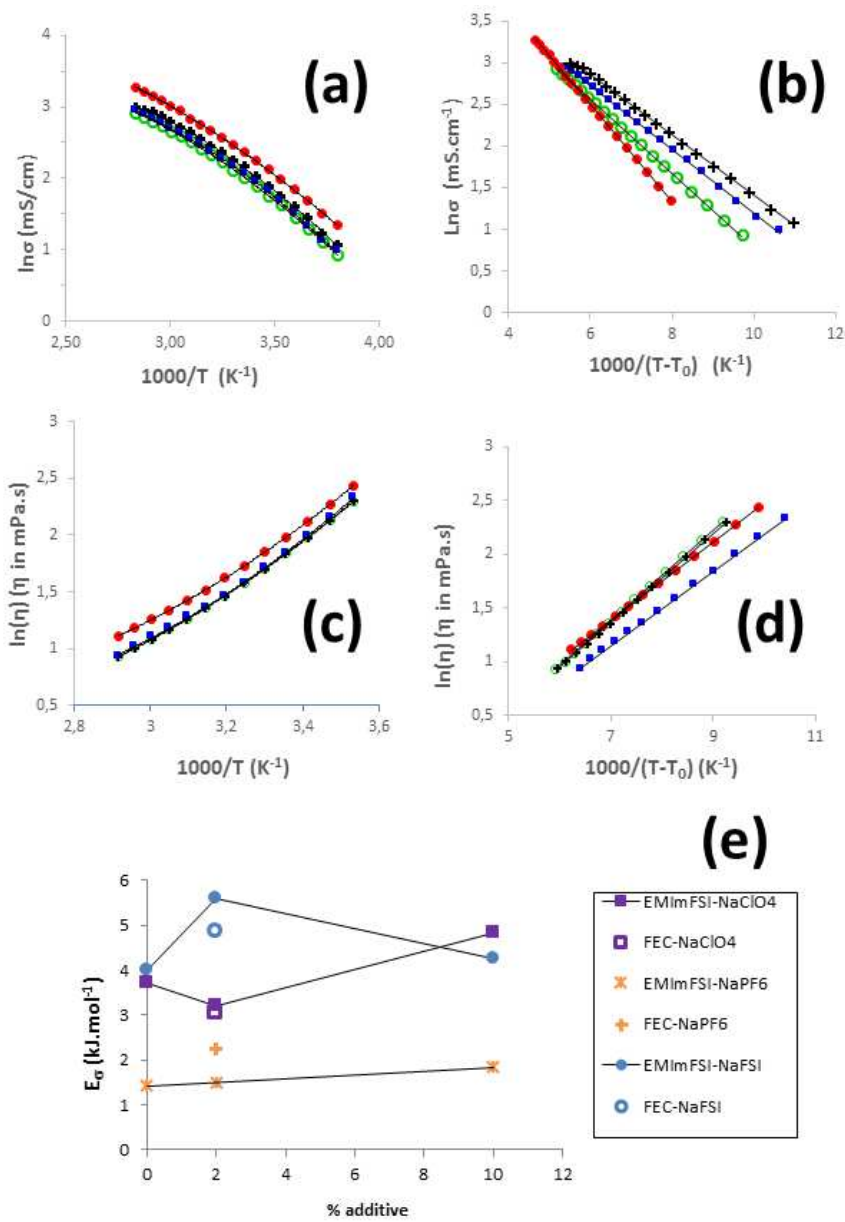 (a)
4
3
2
1
0
lnσ (mS/cm)
2,50
3,00
3,50
4,00
1000/T (K-1)
(b)
3,5
3
2,5
2
1,5
1
0,5
0
Lnσ (mS.cm-1)
4
6
8
10
12
1000/(T-T0) (K-1)
(c)
3
2,5
2
1,5
1
0,5
ln(η) (η in mPa.s)
2,8
3
3,2
3,4
3,6
1000/T (K-1)
(d)
3
2,5
2
1,5
1
0,5
ln(η) (η in mPa.s)
5
7
9
11
1000/(T-T0) (K-1)
(e)
6
5
4
3
2
1
0
Eσ (kJ.mol-1)
0
2
4
6
8
10
12
% additive
EMImFSI-NaClO4
FEC-NaClO4
EMImFSI-NaPF6
FEC-NaPF6
EMImFSI-NaFSI
FEC-NaFSI